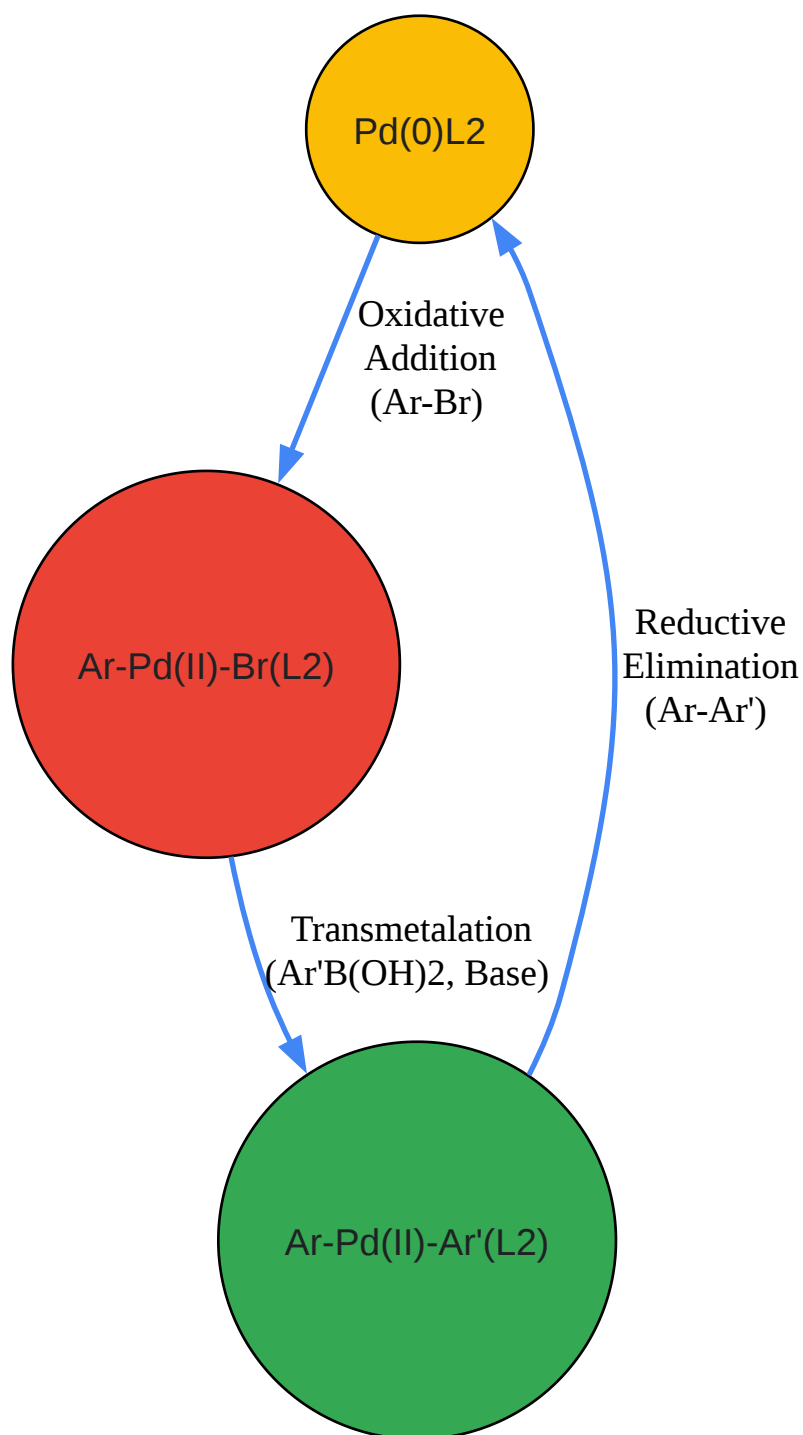 Pd(0)L2
Oxidative
Addition
(Ar-Br)
Ar-Pd(II)-Br(L2)
Reductive
Elimination
(Ar-Ar')
Transmetalation
(Ar'B(OH)2, Base)
Ar-Pd(II)-Ar'(L2)